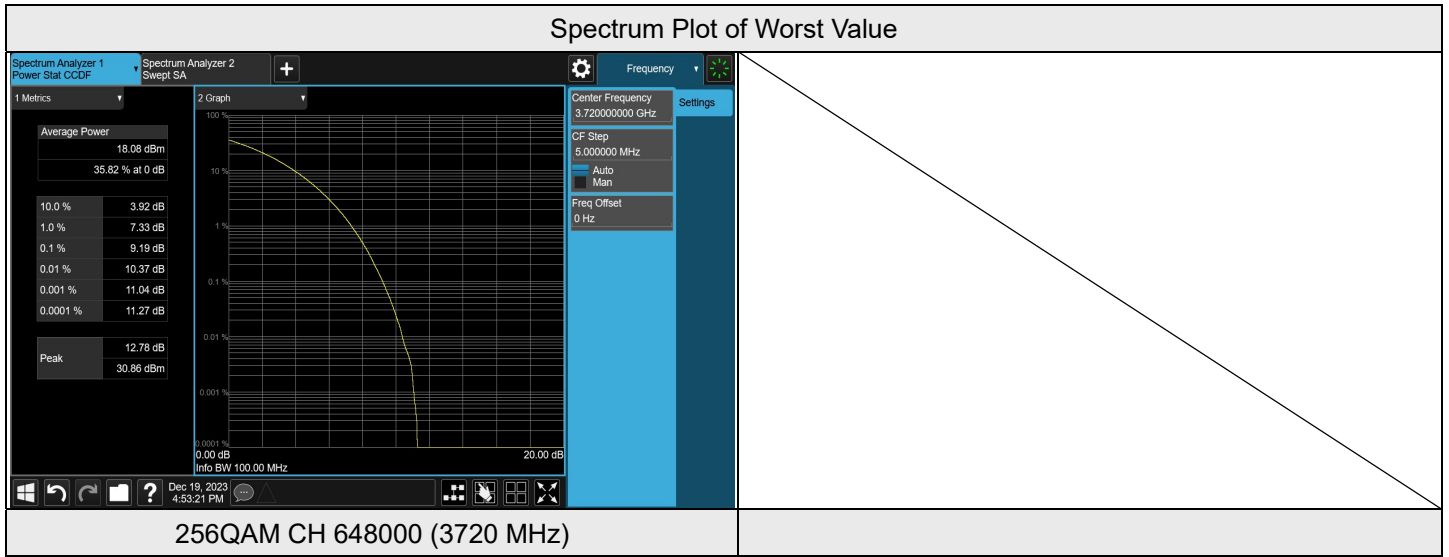 Spectrum Plot of Worst Value
Spectrum Analyzer 1
Power Stat CCDF
Spectrum Analyzer 2
Swept SA
Frequency
1 Metrics
Average Power
18.08 dBm
35.82 % at 0 dB
10.0 % 3.92 dB
1.0 % 7.33 dB
0.1 % 9.19 dB
0.01 % 10.37 dB
0.001 % 11.04 dB
0.0001 % 11.27 dB
Peak
12.78 dB
30.86 dBm
2 Graph
100 %
10 %
1 %
0.1 %
0.01 %
0.001 %
0.0001 %
0.00 dB 20.00 dB
Info BW 100.00 MHz
Center Frequency
3.720000000 GHz
Settings
CF Step
5.000000 MHz
Auto
Man
Freq Offset
0 Hz
Dec 19, 2023
4:53:21 PM
256QAM CH 648000 (3720 MHz)